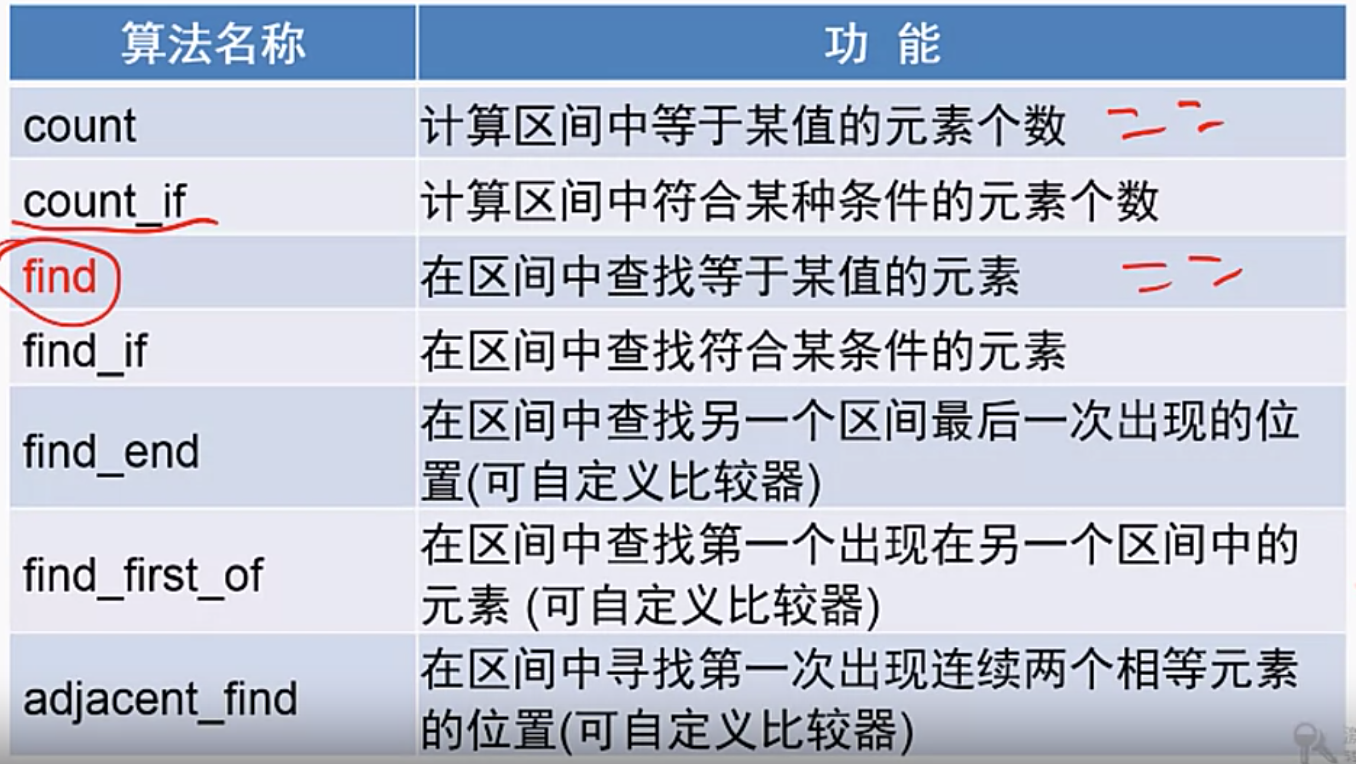 算法名称 功 能
count 计算区间中等于某值的元素个数 ==
count_if 计算区间中符合某种条件的元素个数
find 在区间中查找等于某值的元素 ==
find_if 在区间中查找符合某条件的元素
find_end 在区间中查找另一个区间最后一次出现的位
置(可自定义比较器)
find_first_of 在区间中查找第一个出现在另一个区间中的
元素 (可自定义比较器)
adjacent_find 在区间中寻找第一次出现连续两个相等元素
的位置(可自定义比较器)